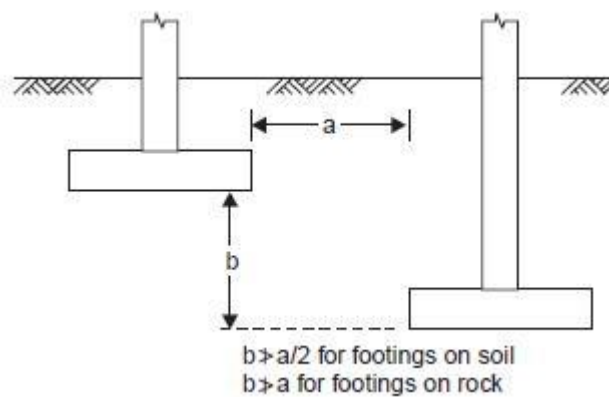 a
b
b≯a/2 for footings on soil
b≯a for footings on rock